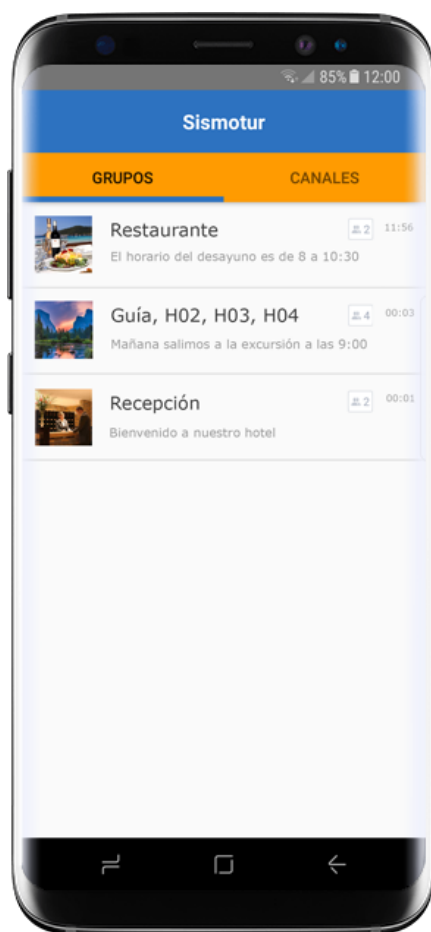 85% 12:00
Sismotur
GRUPOS CANALES
Restaurante 2 11:56
El horario del desayuno es de 8 a 10:30
Guía, H02, H03, H04 4 00:03
Mañana salimos a la excursión a las 9:00
Recepción 2 00:01
Bienvenido a nuestro hotel